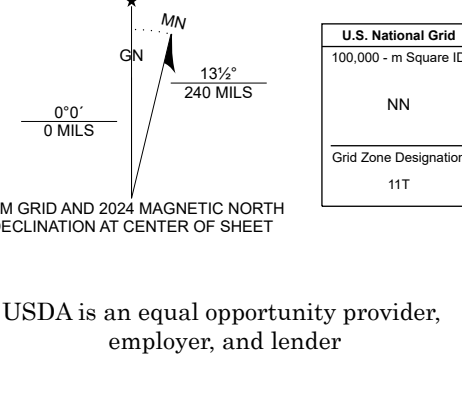 MN
GN
13½°
240 MILS
0°0´
0 MILS
M GRID AND 2024 MAGNETIC NORTH
ECLINATION AT CENTER OF SHEET
U.S. National Grid
100,000 - m Square ID
NN
Grid Zone Designation
11T
USDA is an equal opportunity provider,
employer, and lender